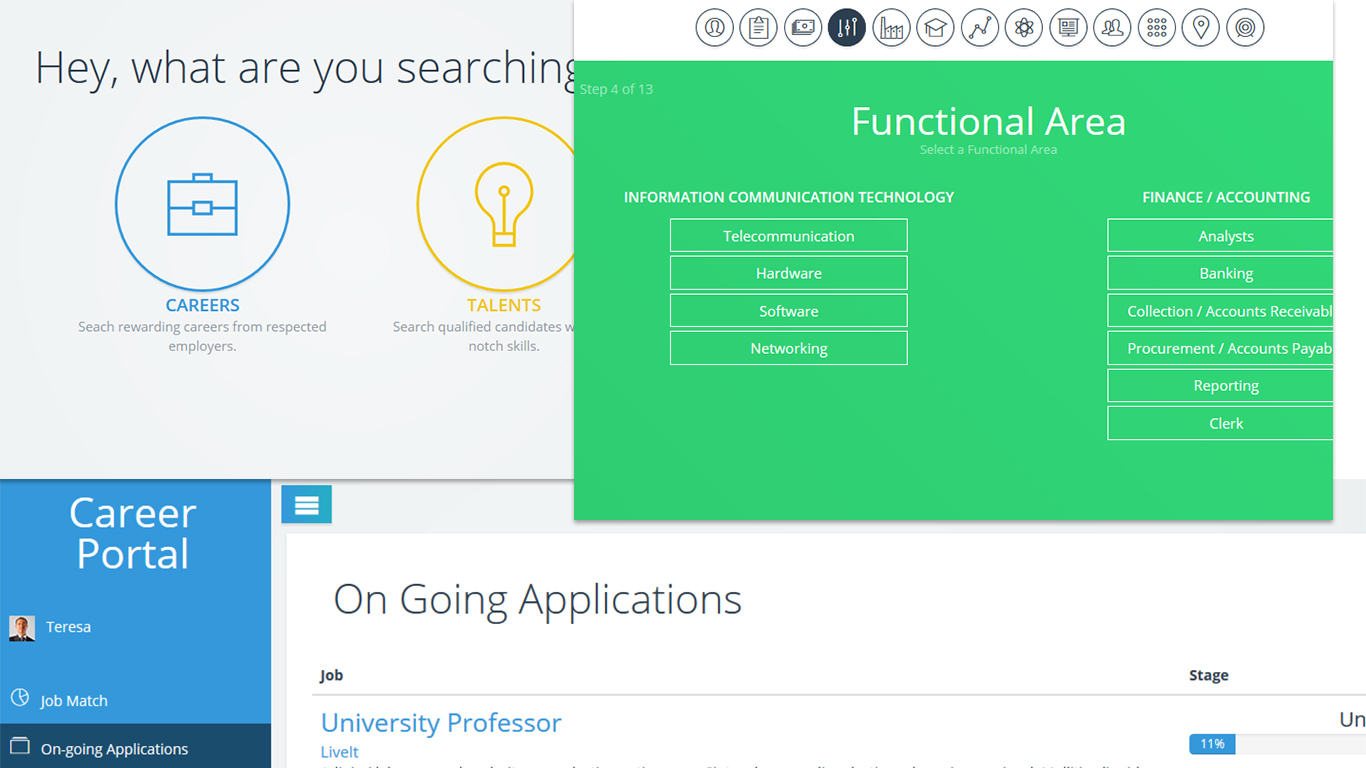 Hey, what are you searching
CAREERS
Seach rewarding careers from respected
employers.
TALENTS
Search qualified candidates w
notch skills.
Step 4 of 13
Functional Area
Select a Functional Area
INFORMATION COMMUNICATION TECHNOLOGY
Telecommunication
Hardware
Software
Networking
FINANCE / ACCOUNTING
Analysts
Banking
Collection / Accounts Receivabl
Procurement / Accounts Payab
Reporting
Clerk
Career
Portal
Teresa
Job Match
On-going Applications
On Going Applications
Job Stage
University Professor
Un
LiveIt
11%